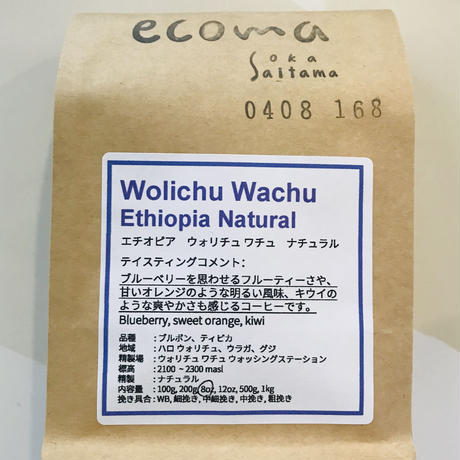 ecoma
Soka
Saitama
0408 168
Wolichu Wachu
Ethiopia Natural
エチオピア　ウォリチュ ワチュ　ナチュラル
テイスティングコメント：
ブルーベリーを思わせるフルーティーさや、
甘いオレンジのような明るい風味、キウイの
ような爽やかさも感じるコーヒーです。
Blueberry, sweet orange, kiwi
品種　　：ブルボン、ティピカ
地域　　：ハロ ウォリチュ、ウラガ、グジ
精製場　：ウォリチュ ワチュ ウォッシングステーション
標高　　：2100 ~ 2300 masl
精製　　：ナチュラル
内容量　：100g, 200g, 8oz, 12oz, 500g, 1kg
挽き具合：WB, 細挽き, 中細挽き, 中挽き, 粗挽き